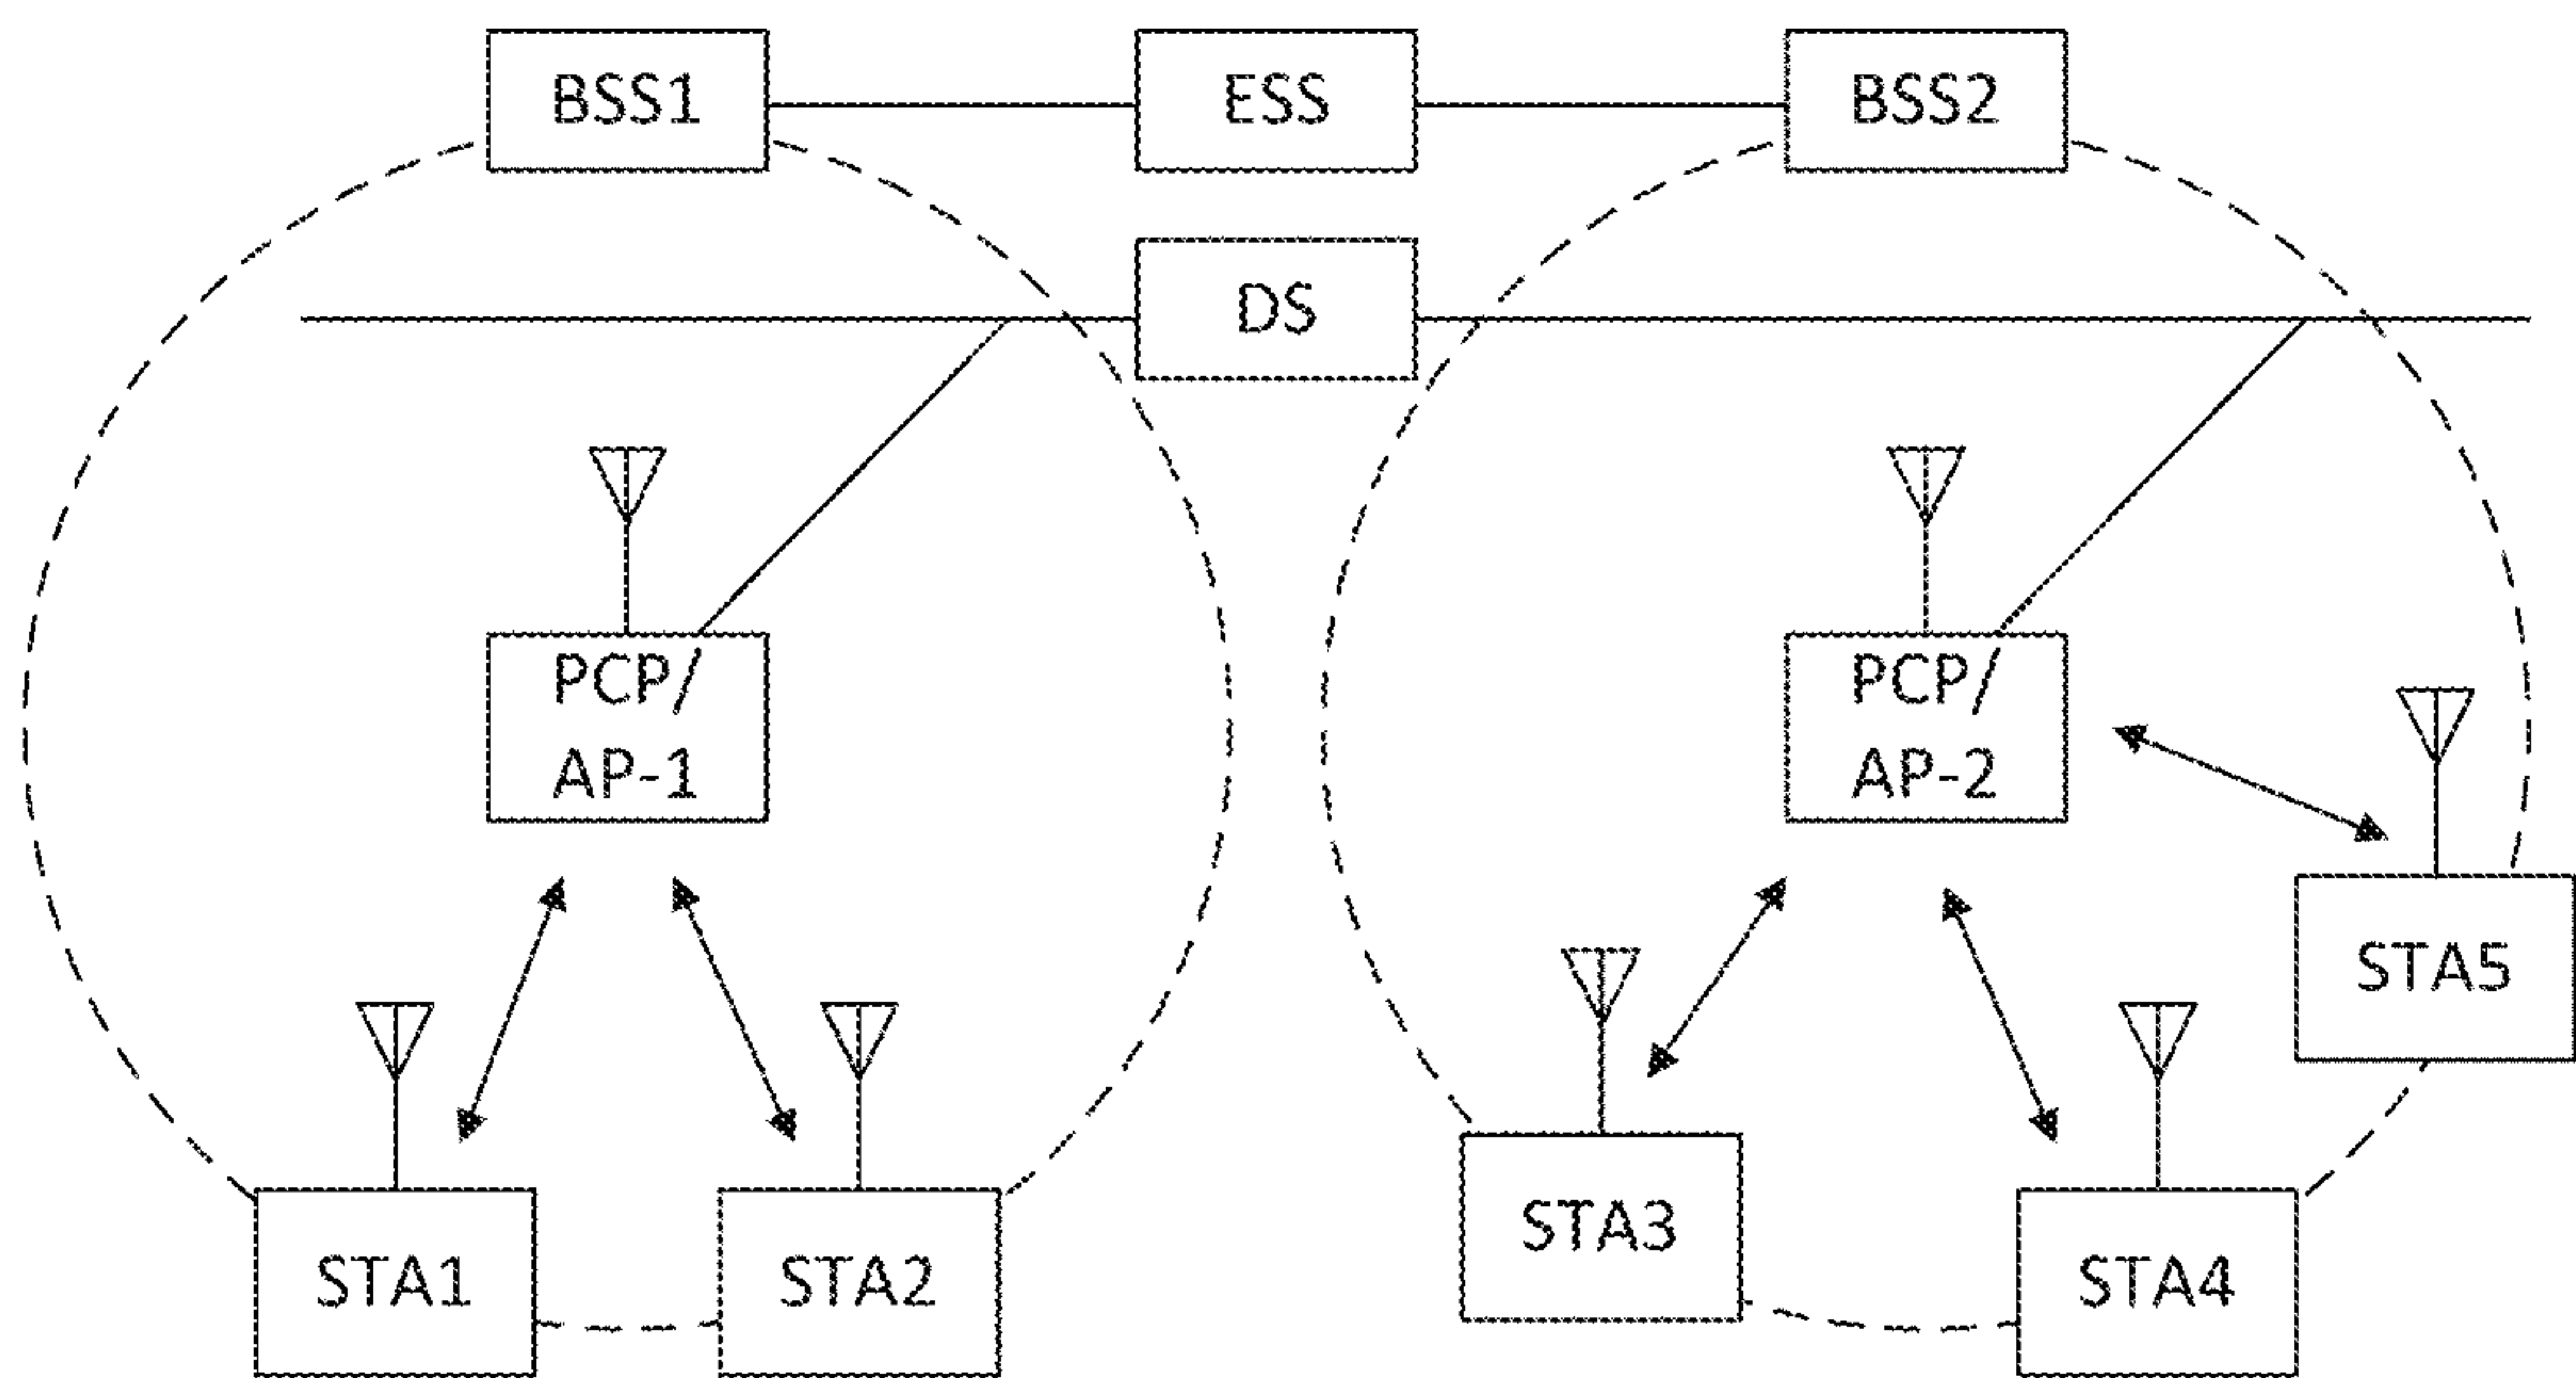 BSS1
ESS
BSS2
DS
PCP/
AP-1
PCP/
AP-2
STA5
STA3
STA1
STA2
STA4